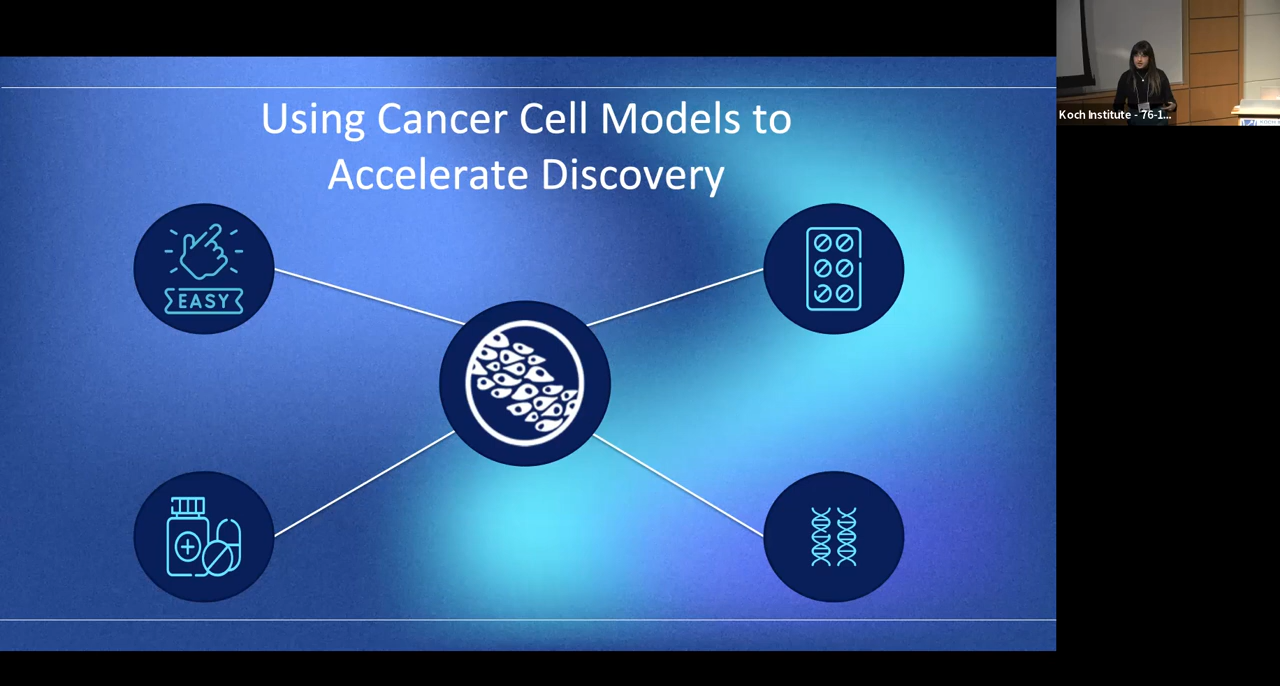 Using Cancer Cell Models to
Accelerate Discovery
EASY
Koch Institute - 76-1...